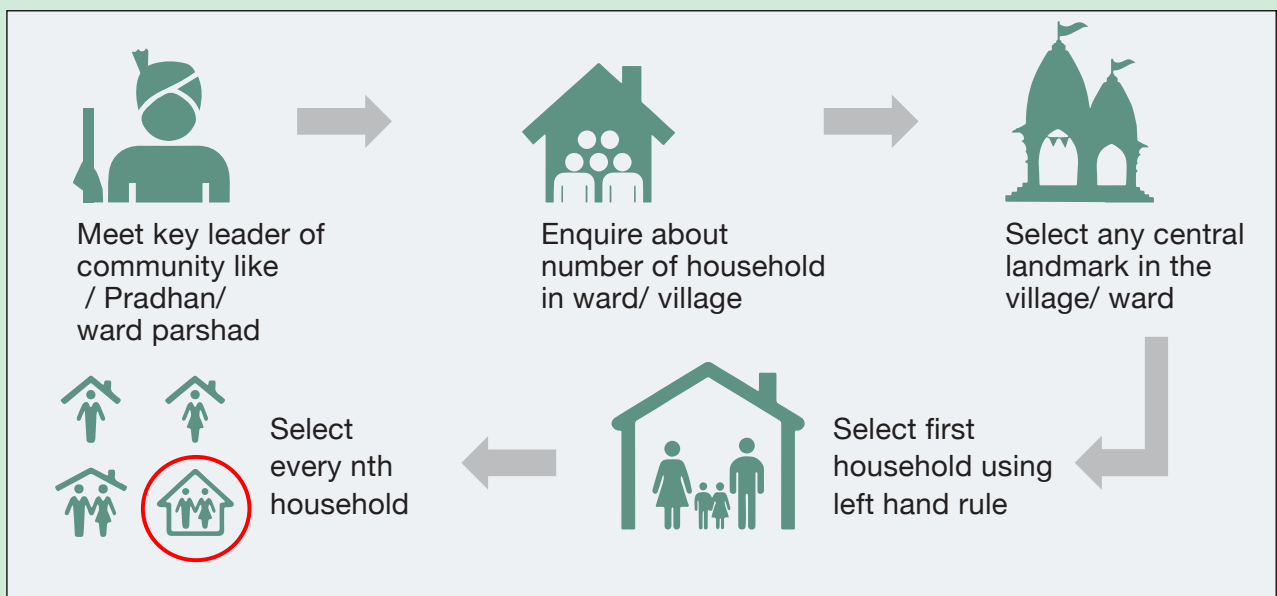 Meet key leader of
community like
/ Pradhan/
ward parshad
Enquire about
number of household
in ward/ village
Select any central
landmark in the
village/ ward
Select first
household using
left hand rule
Select
every nth
household